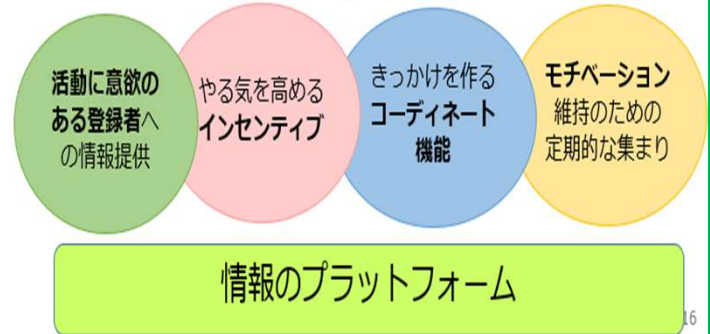 活動に意欲の
ある登録者へ
の情報提供
やる気を高める
インセンティブ
きっかけを作る
コーディネート
機能
モチベーション
維持のための
定期的な集まり
情報のプラットフォーム
16